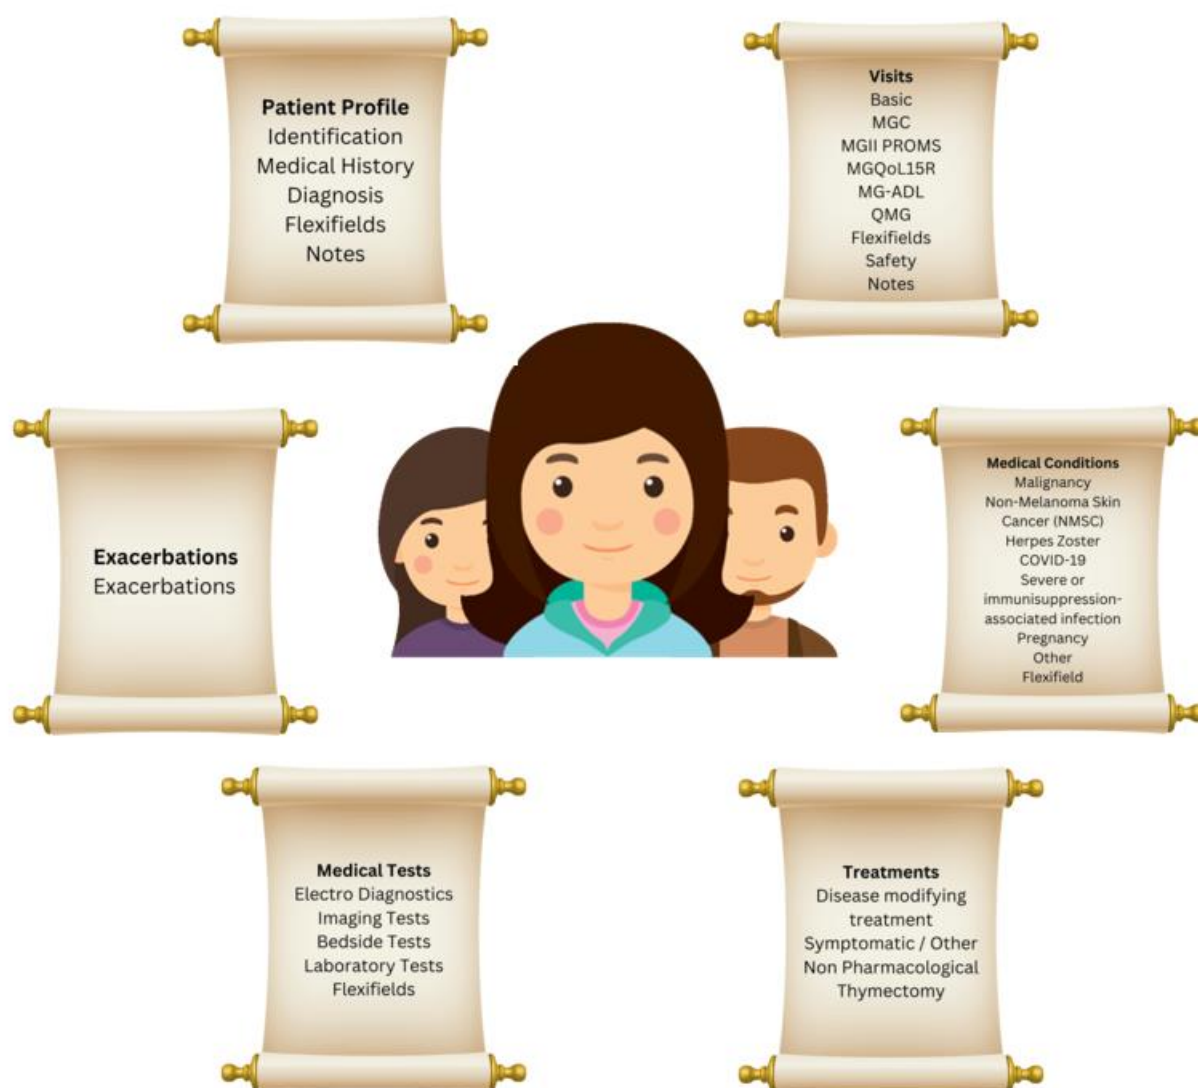 Patient Profile
Identification
Medical History
Diagnosis
Flexifields
Notes
Visits
Basic
MGC
MGII PROMS
MGQoL15R
MG-ADL
QMG
Flexifields
Safety
Notes
Exacerbations
Exacerbations
Medical Conditions
Malignancy
Non-Melanoma Skin
Cancer (NMSC)
Herpes Zoster
COVID-19
Severe or
immunisuppression-
associated infection
Pregnancy
Other
Flexifield
Medical Tests
Electro Diagnostics
Imaging Tests
Bedside Tests
Laboratory Tests
Flexifields
Treatments
Disease modifying
treatment
Symptomatic / Other
Non Pharmacological
Thymectomy